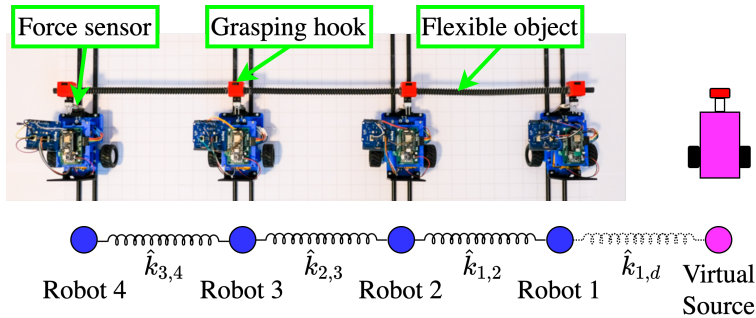 Force sensor
Grasping hook
Flexible object
k̂3,4
k̂2,3
k̂1,2
k̂1,d
Robot 4
Robot 3
Robot 2
Robot 1
Virtual
Source